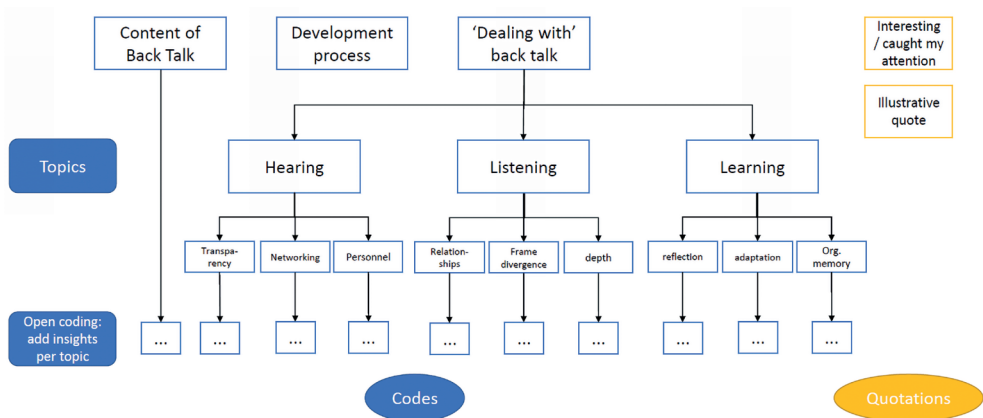 Content of
Back Talk
Development
process
‘Dealing with’
back talk
Interesting
/ caught my
attention
Illustrative
quote
Topics
Hearing
Listening
Learning
Transpa-
rency
Networking
Personnel
Relation-
ships
Frame
divergence
depth
reflection
adaptation
Org.
memory
Open coding:
add insights
per topic
...
...
...
...
...
...
...
...
...
...
Codes
Quotations